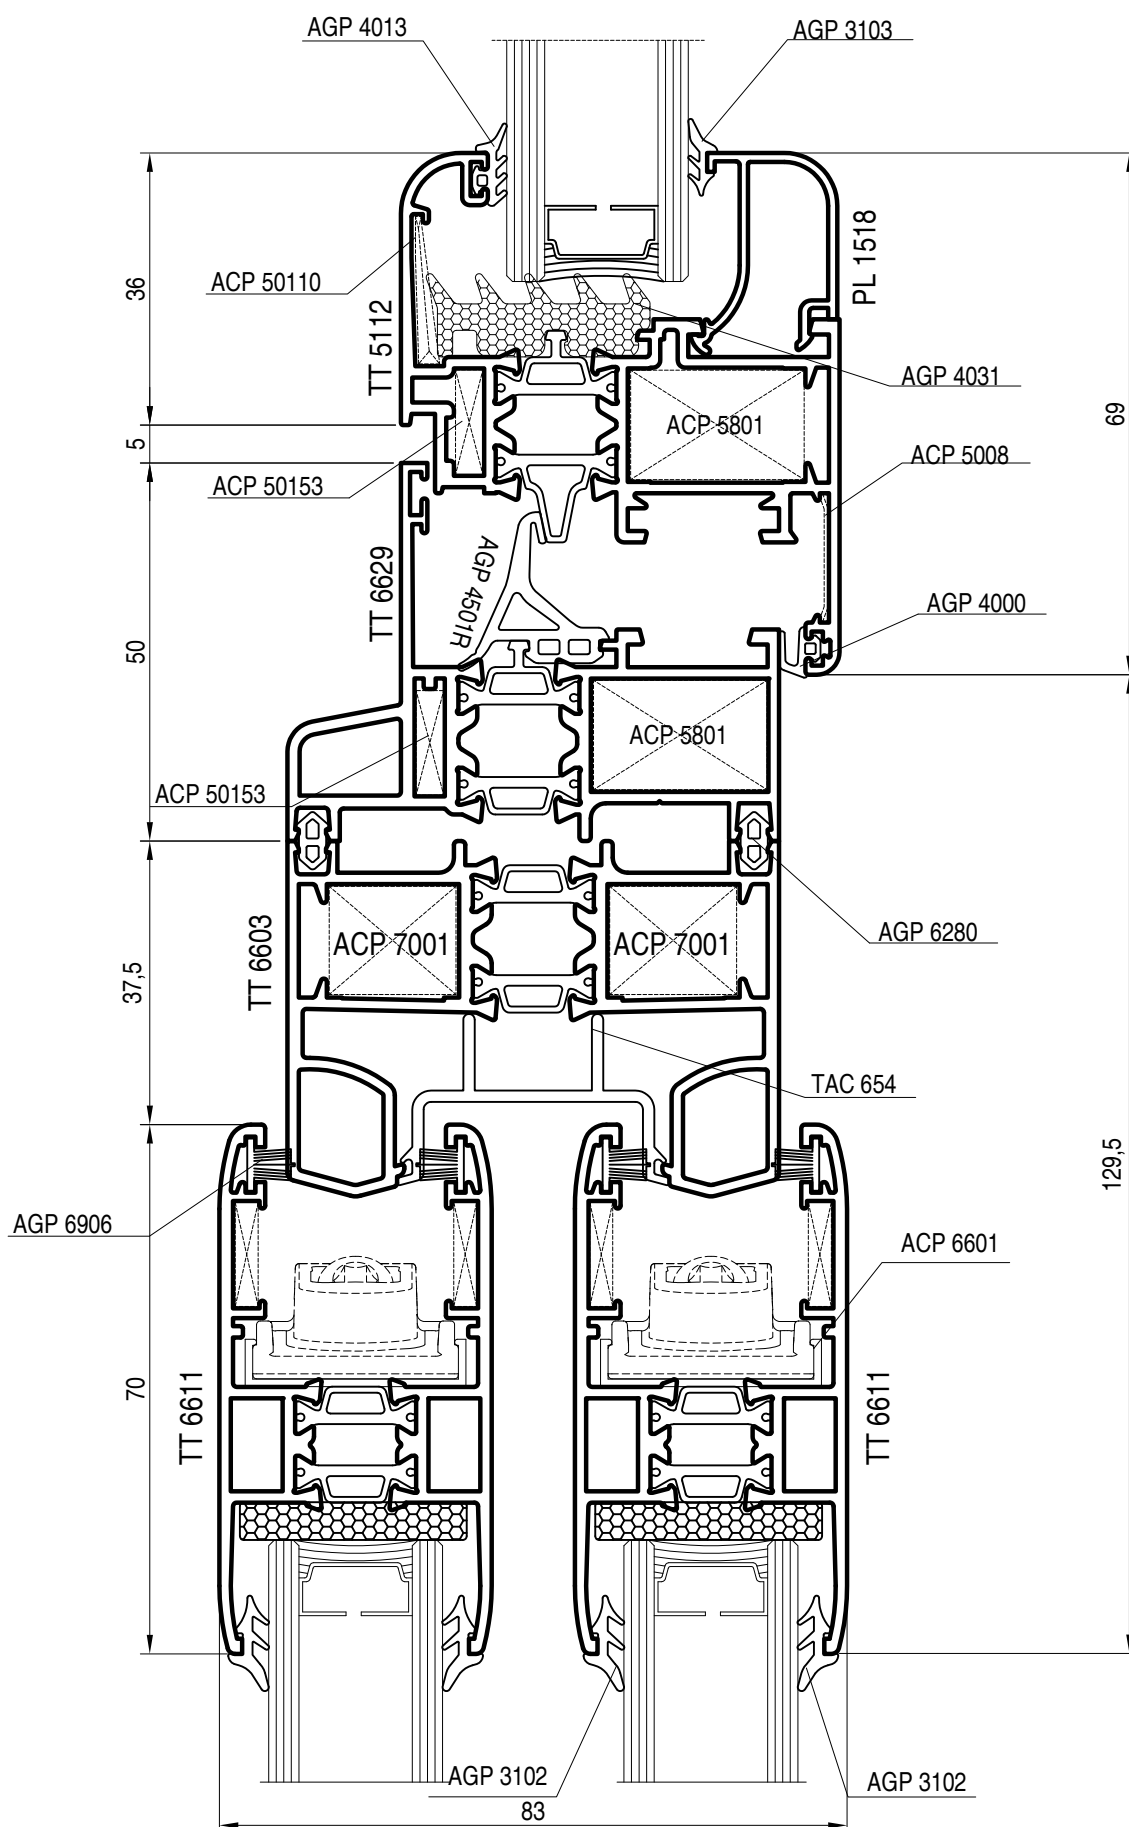 AGP 4013
AGP 3103
36
ACP 50110
TT 5112
PL 1518
AGP 4031
69
5
ACP 5801
ACP 50153
ACP 5008
TT 6629
AGP 4501R
AGP 4000
50
ACP 5801
ACP 50153
TT 6603
ACP 7001
ACP 7001
AGP 6280
37,5
TAC 654
129,5
AGP 6906
ACP 6601
70
TT 6611
TT 6611
AGP 3102
AGP 3102
83